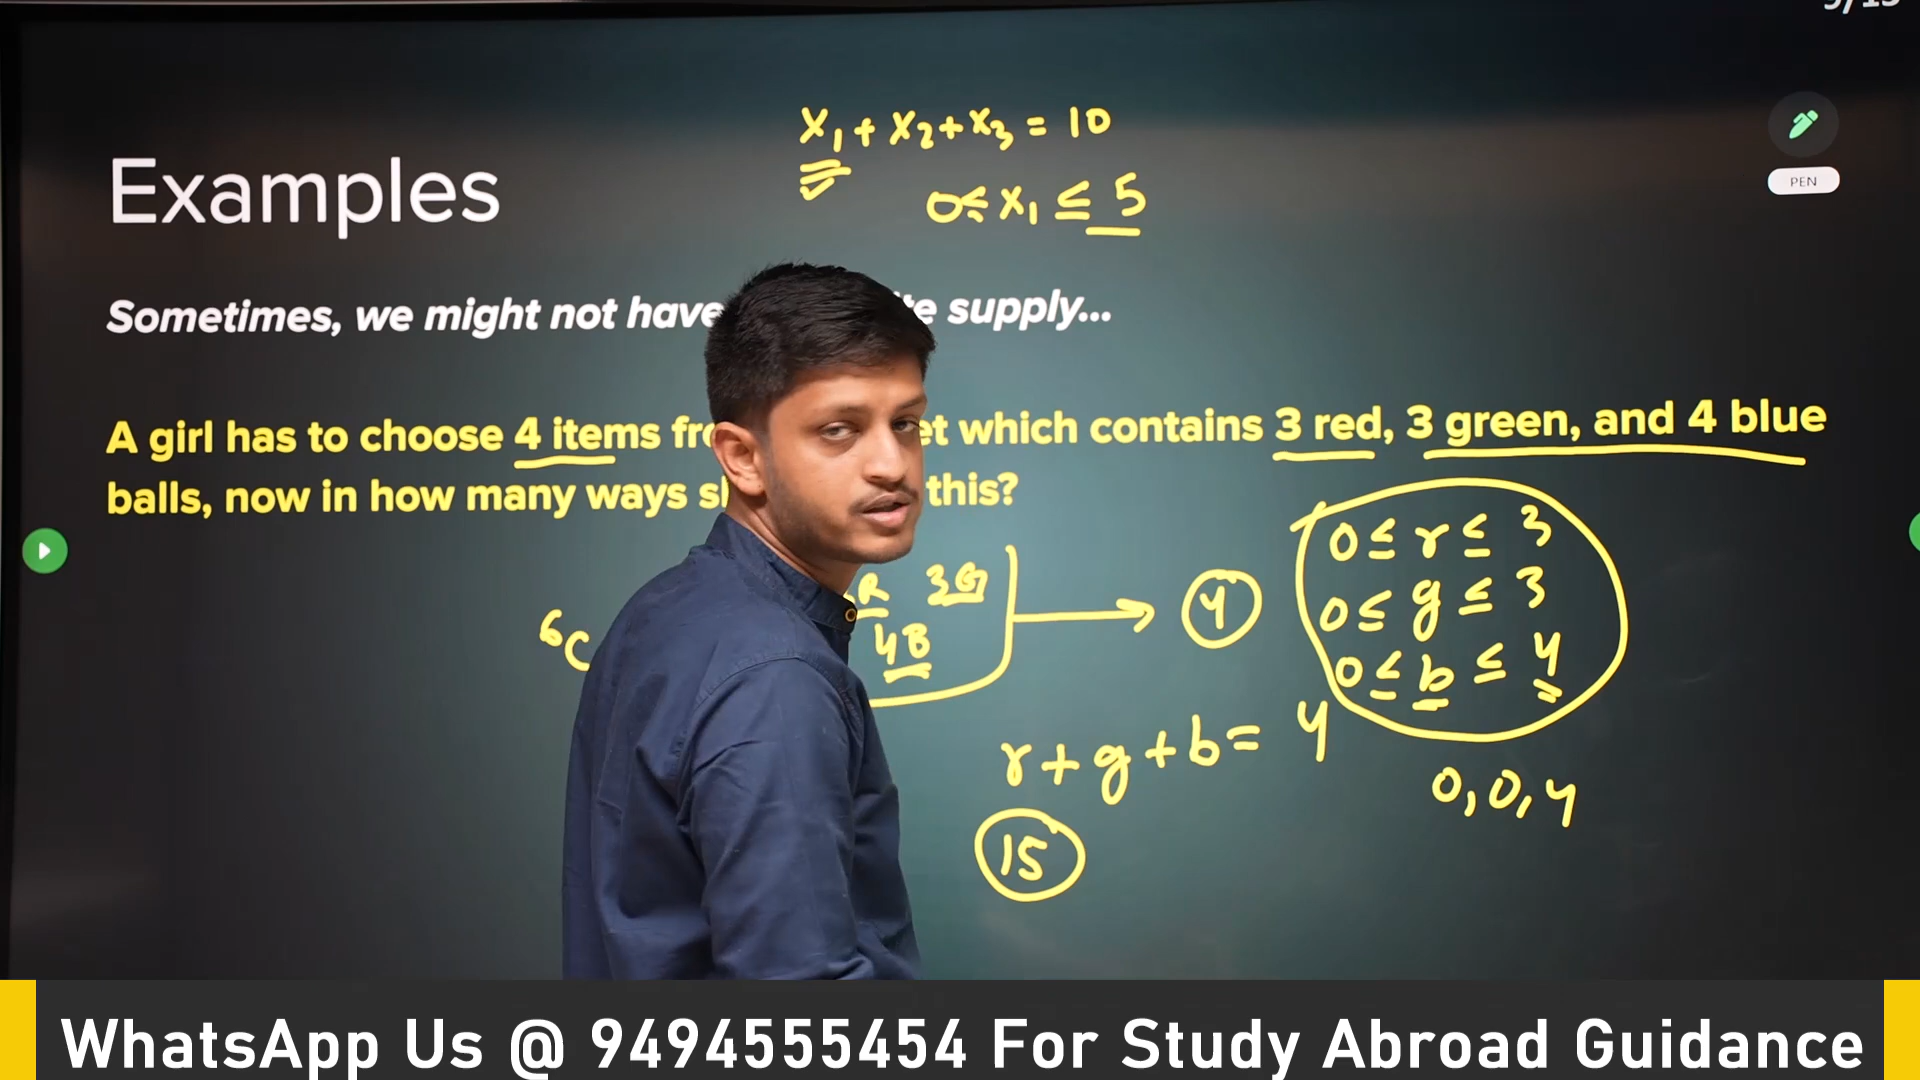 x₁ + x₂ + x₃ = 10
0 ≤ x₁ ≤ 5
PEN
Examples
Sometimes, we might not have supply...
A girl has to choose 4 items which contains 3 red, 3 green, and 4 blue
balls, now in how many ways this?
0 ≤ r ≤ 3
0 ≤ g ≤ 3
0 ≤ b ≤ 4
⁶C
R 3G
4B
4
r + g + b = 4
0, 0, 4
15
WhatsApp Us @ 9494555454 For Study Abroad Guidance